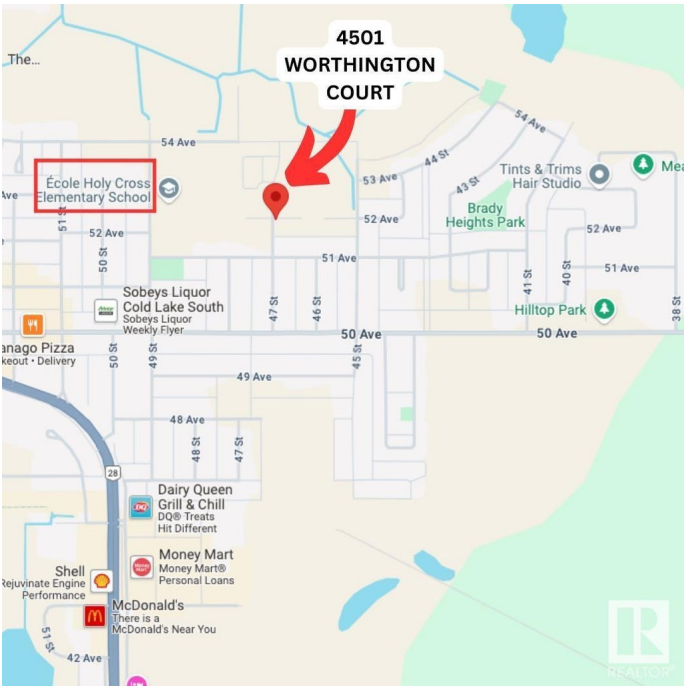 4501
WORTHINGTON
COURT
The...
54 Ave
54 Ave
44 St
École Holy Cross
Elementary School
53 Ave
43 St
Tints & Trims
Hair Studio
Mea
Ave
51 St
52 Ave
Brady
Heights Park
52 Ave
52 Ave
50 St
51 Ave
51 Ave
41 St
40 St
38 St
Sobeys Liquor
Cold Lake South
Sobeys Liquor
Weekly Flyer
47 St
46 St
Hilltop Park
50 Ave
50 Ave
anago Pizza
keout • Delivery
50 St
49 St
45 St
49 Ave
48 Ave
48 St
47 St
28
Dairy Queen
Grill & Chill
DQ® Treats
Hit Different
DQ
Money Mart
Money Mart®
Personal Loans
Shell
Rejuvinate Engine
Performance
McDonald's
There is a
McDonald's Near You
51 St
42 Ave
R
REALTOR®